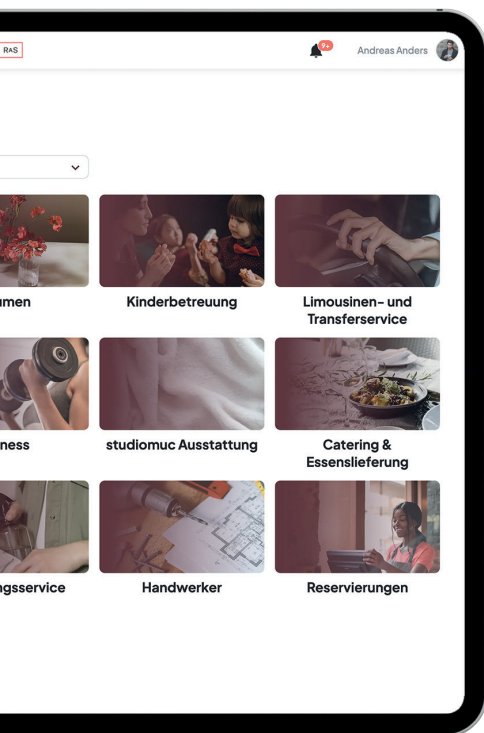 RAS
9+
Andreas Anders
umen
Kinderbetreuung
Limousinen- und
Transferservice
ness
studiomuc Ausstattung
Catering &
Essenslieferung
ngsservice
Handwerker
Reservierungen